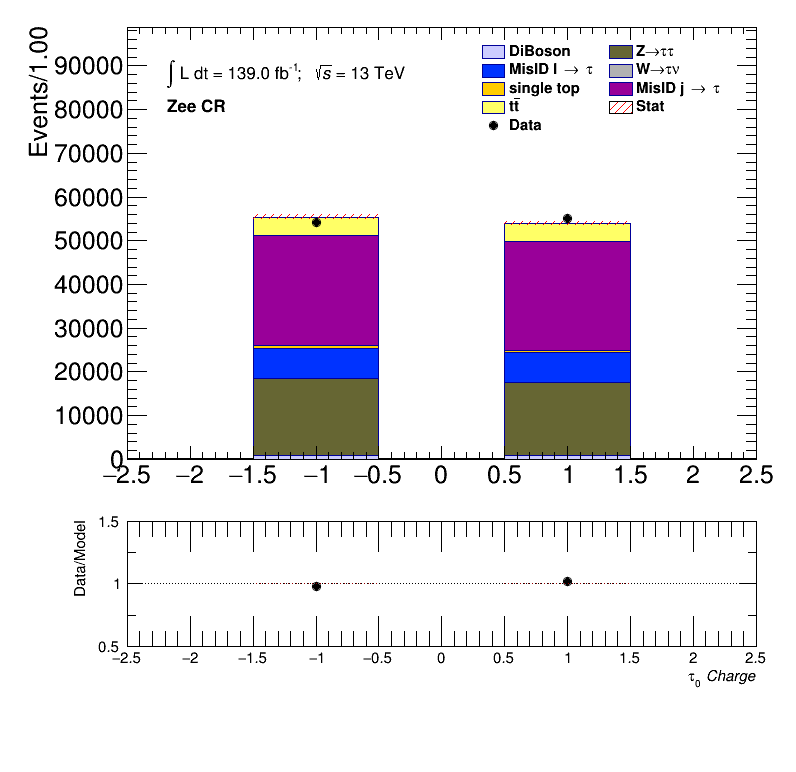 Events/1.00
90000
80000
70000
60000
50000
40000
30000
20000
10000
0
∫ L dt = 139.0 fb⁻¹; √s = 13 TeV
Zee CR
DiBoson
MisID l → τ
single top
tt̄
Data
Z→ττ
W→τν
MisID j → τ
Stat
−2.5 −2 −1.5 −1 −0.5 0 0.5 1 1.5 2 2.5
Data/Model
1.5
1
0.5
−2.5 −2 −1.5 −1 −0.5 0 0.5 1 1.5 2 2.5
τ₀ Charge